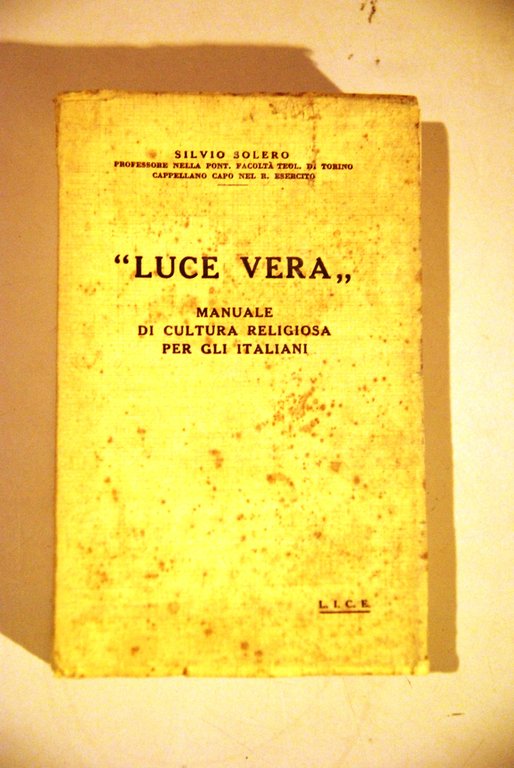 SILVIO SOLERO
PROFESSORE NELLA PONT. FACOLTÀ TEOL. DI TORINO
CAPPELLANO CAPO NEL R. ESERCITO
“LUCE VERA„
MANUALE
DI CULTURA RELIGIOSA
PER GLI ITALIANI
L. I. C. E.